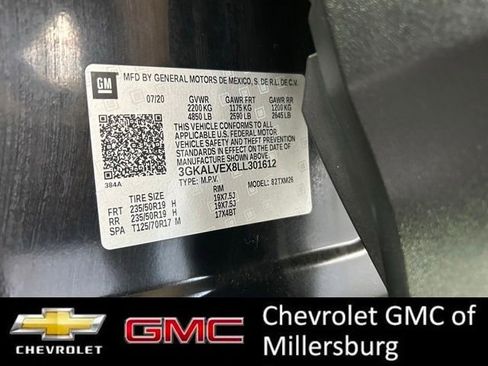 GM
MFD BY GENERAL MOTORS DE MEXICO, S. DE R.L. DE C.V.
07/20 GVWR GAWR FRT GAWR RR
2200 KG 1175 KG 1200 KG
4850 LB 2590 LB 2645 LB
THIS VEHICLE CONFORMS TO ALL
APPLICABLE U.S. FEDERAL MOTOR
VEHICLE SAFETY AND THEFT PREVENTION
STANDARDS IN EFFECT ON THE DATE OF
MANUFACTURE SHOWN ABOVE.
3GKALVEX8LL301612
TYPE: M.P.V. MODEL: 82TXM26
384A
TIRE SIZE RIM
FRT 235/50R19 H 19X7.5J
RR 235/50R19 H 19X7.5J
SPA T125/70R17 M 17X4BT
CHEVROLET
GMC
Chevrolet GMC of
Millersburg